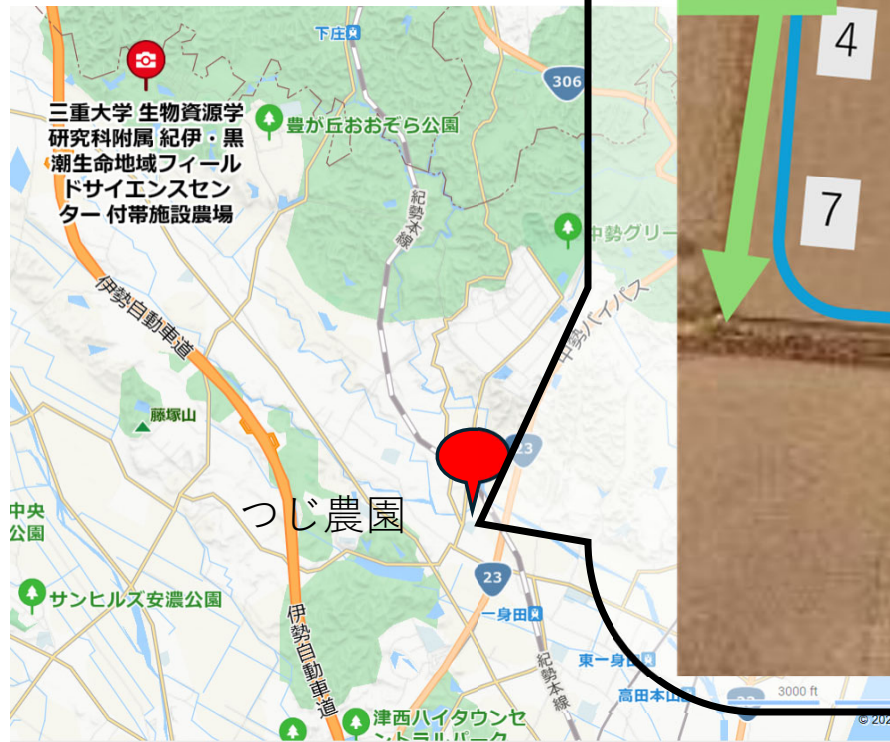 下庄
306
4
三重大学 生物資源学
研究科附属 紀伊・黒
潮生命地域フィール
ドサイエンスセン
ター 付帯施設農場
豊が丘おおぞら公園
7
紀勢本線
中勢グリー
伊勢自動車道
中勢バイパス
藤塚山
23
つじ農園
中央
公園
23
サンヒルズ安濃公園
一身田
伊勢自動車道
紀勢本線
東一身田
高田本山
3000 ft
23
津西ハイタウンセ
ントラルパーク
© 202